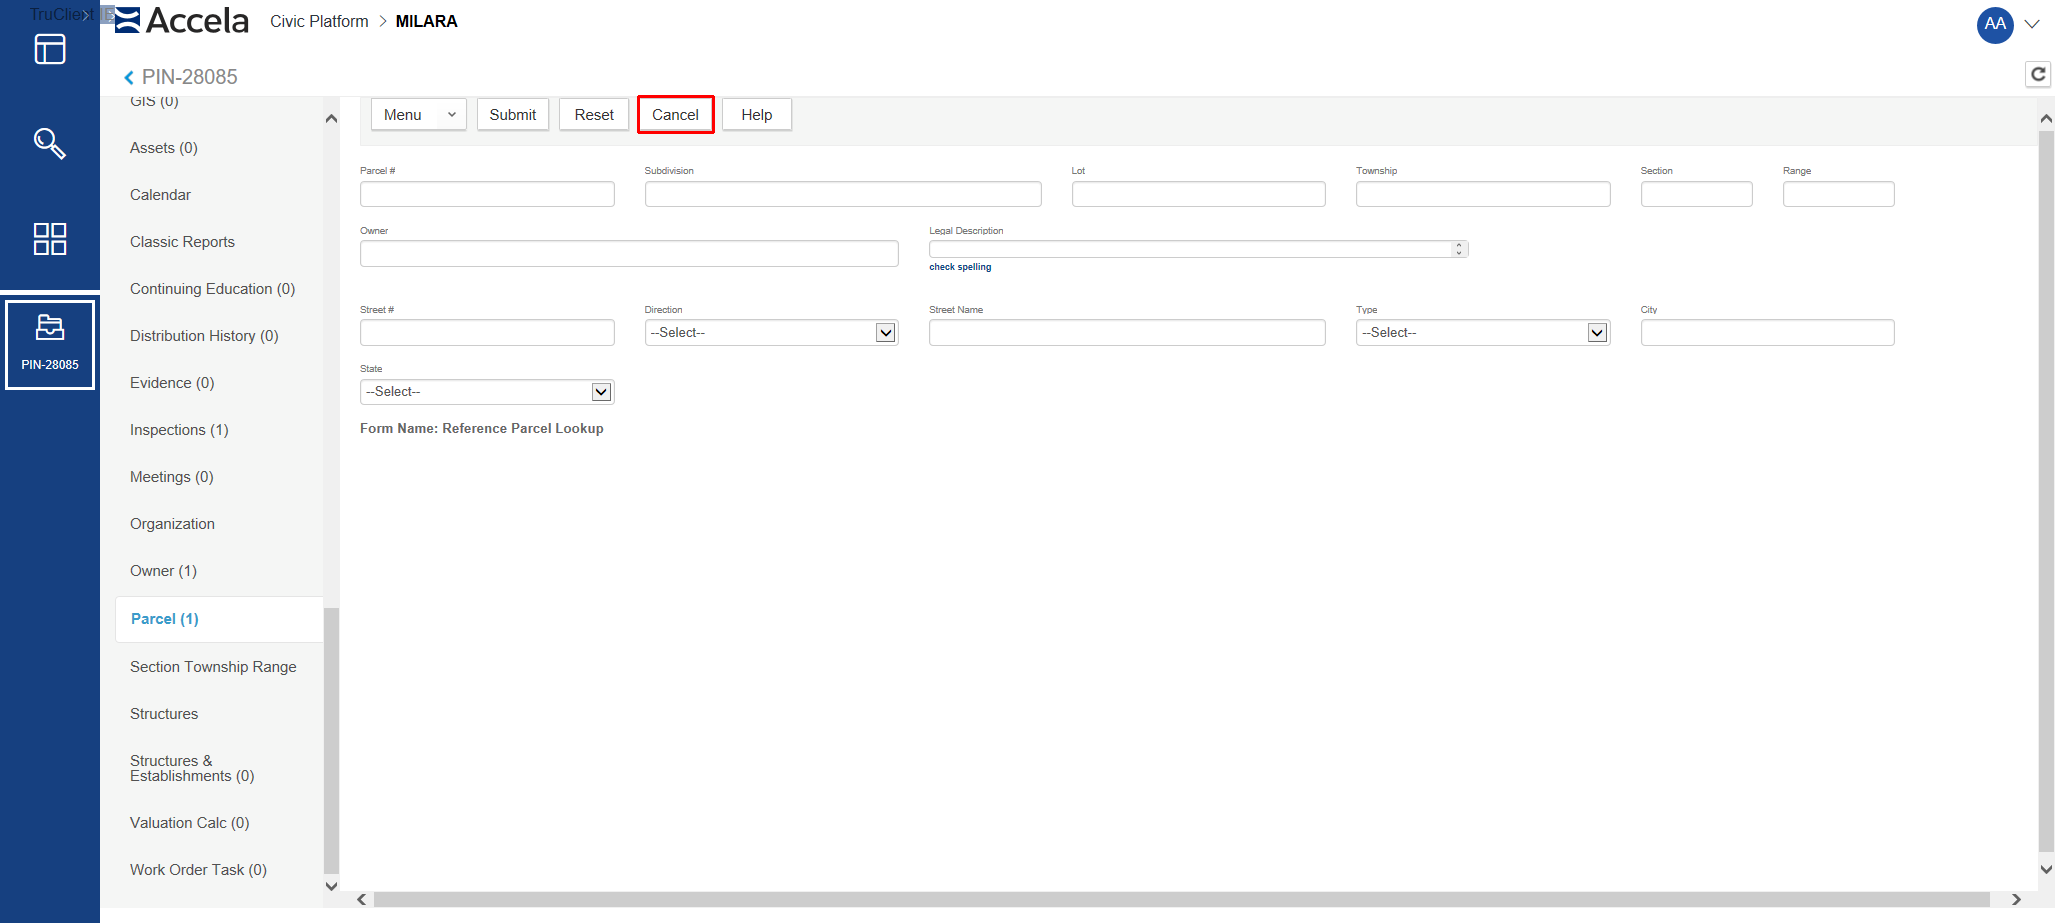 TruClient
Accela
Civic Platform > MILARA
AA
PIN-28085
GIS (0)
Assets (0)
Calendar
Classic Reports
Continuing Education (0)
Distribution History (0)
Evidence (0)
Inspections (1)
Meetings (0)
Organization
Owner (1)
Parcel (1)
Section Township Range
Structures
Structures &
Establishments (0)
Valuation Calc (0)
Work Order Task (0)
PIN-28085
Menu Submit Reset Cancel Help
Parcel # Subdivision Lot Township Section Range
Owner Legal Description
check spelling
Street # Direction Street Name Type City
--Select-- --Select--
State
--Select--
Form Name: Reference Parcel Lookup